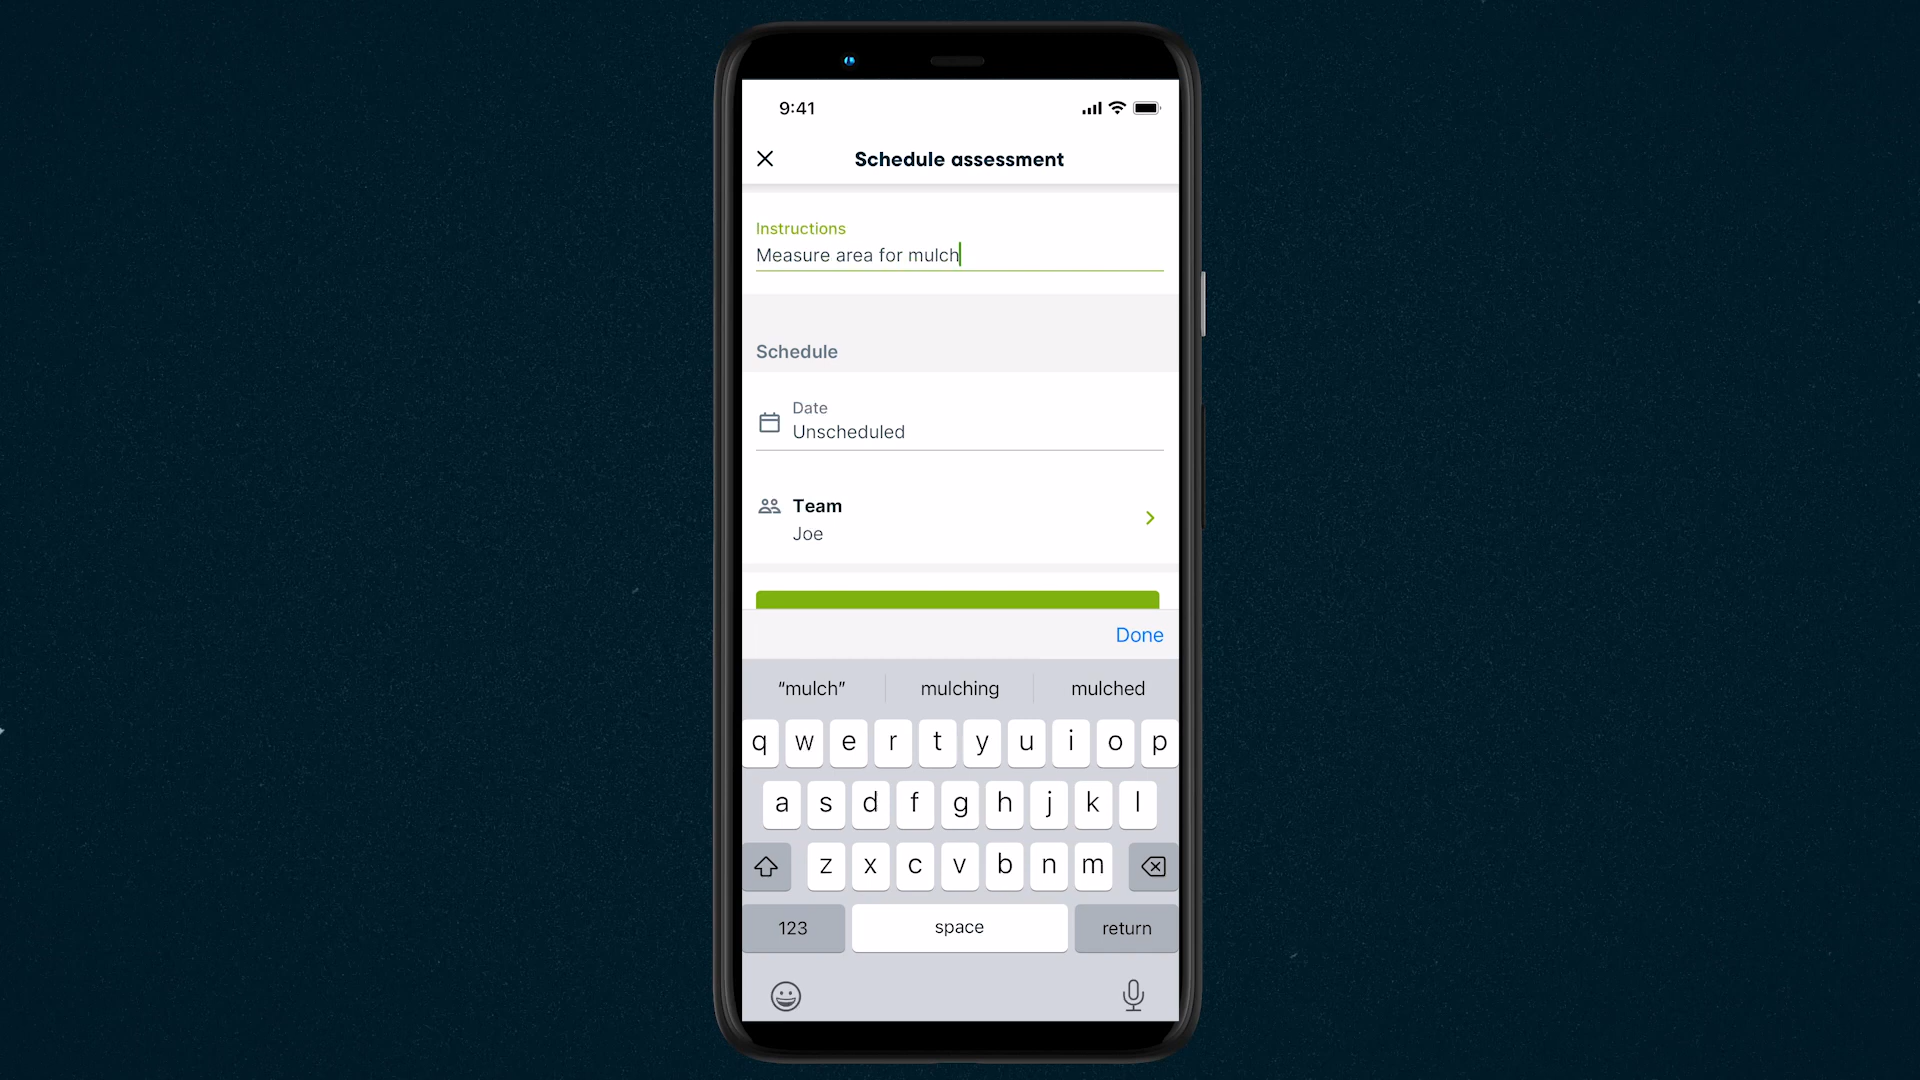 9:41
Schedule assessment
Instructions
Measure area for mulch
Schedule
Date
Unscheduled
Team
Joe
Done
“mulch” mulching mulched
q w e r t y u i o p
a s d f g h j k l
z x c v b n m
123 space return